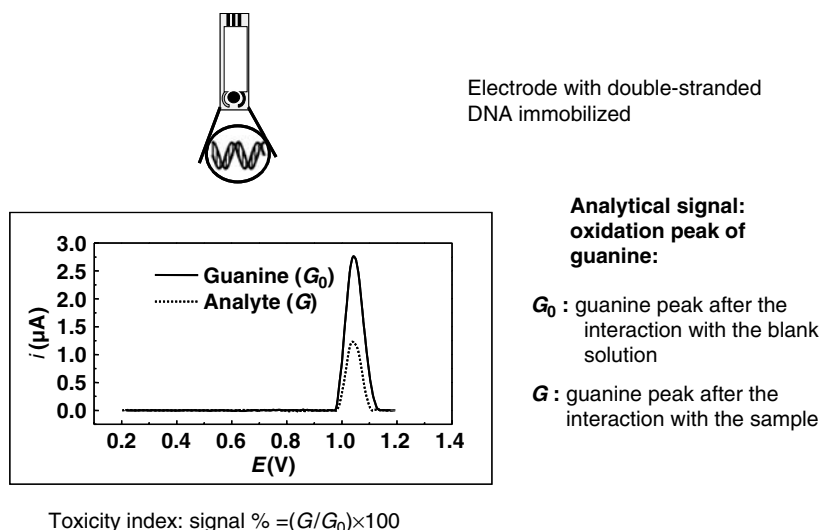 Electrode with double-stranded
DNA immobilized
Analytical signal:
oxidation peak of
guanine:
G₀ : guanine peak after the
interaction with the blank
solution
G : guanine peak after the
interaction with the sample
3.0
2.5
2.0
1.5
1.0
0.5
0.0
i (µA)
Guanine (G₀)
Analyte (G)
0.2 0.4 0.6 0.8 1.0 1.2 1.4
E(V)
Toxicity index: signal % =(G/G₀)×100